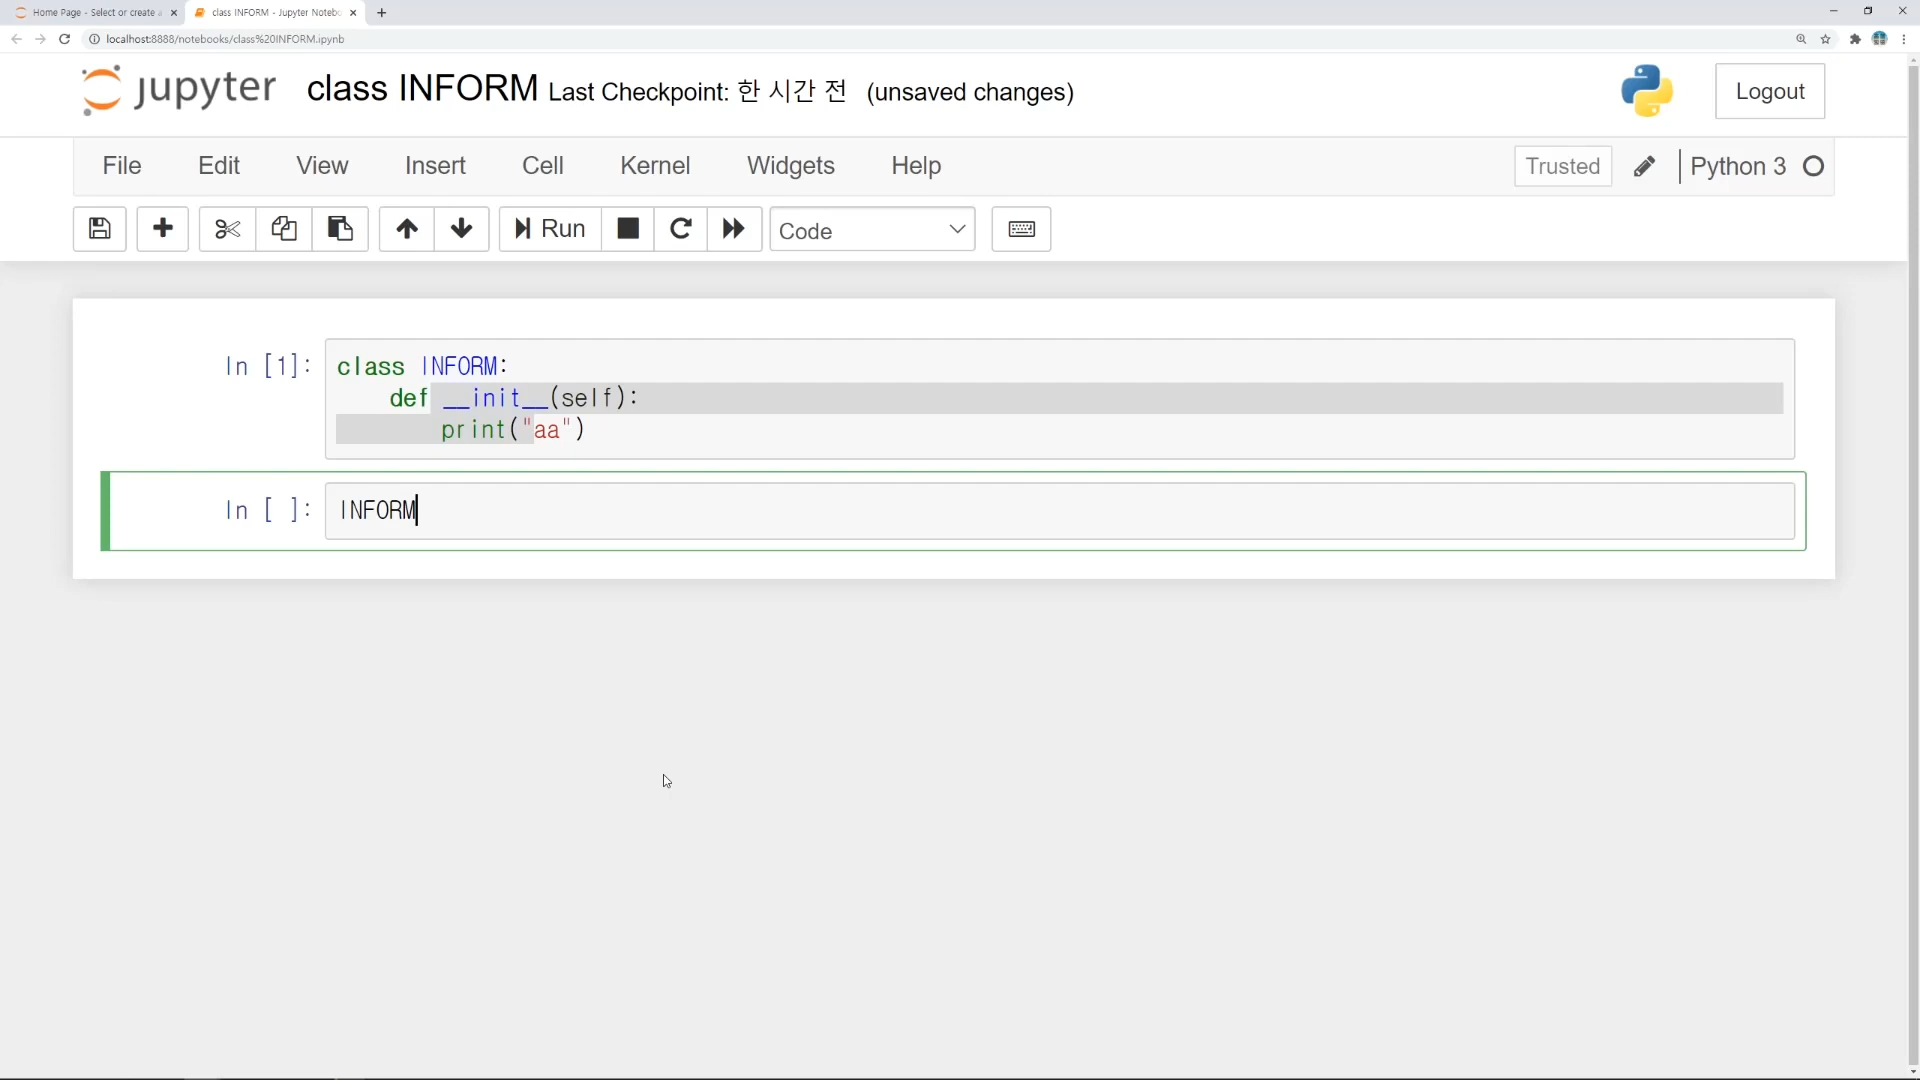 Home Page - Select or create a
class INFORM - Jupyter Notebo
localhost:8888/notebooks/class%20INFORM.ipynb
jupyter class INFORM Last Checkpoint: 한 시간 전 (unsaved changes)
Logout
File Edit View Insert Cell Kernel Widgets Help Trusted Python 3
Run Code
In [1]: class INFORM:
def __init__(self):
print("aa")
In [ ]: INFORM